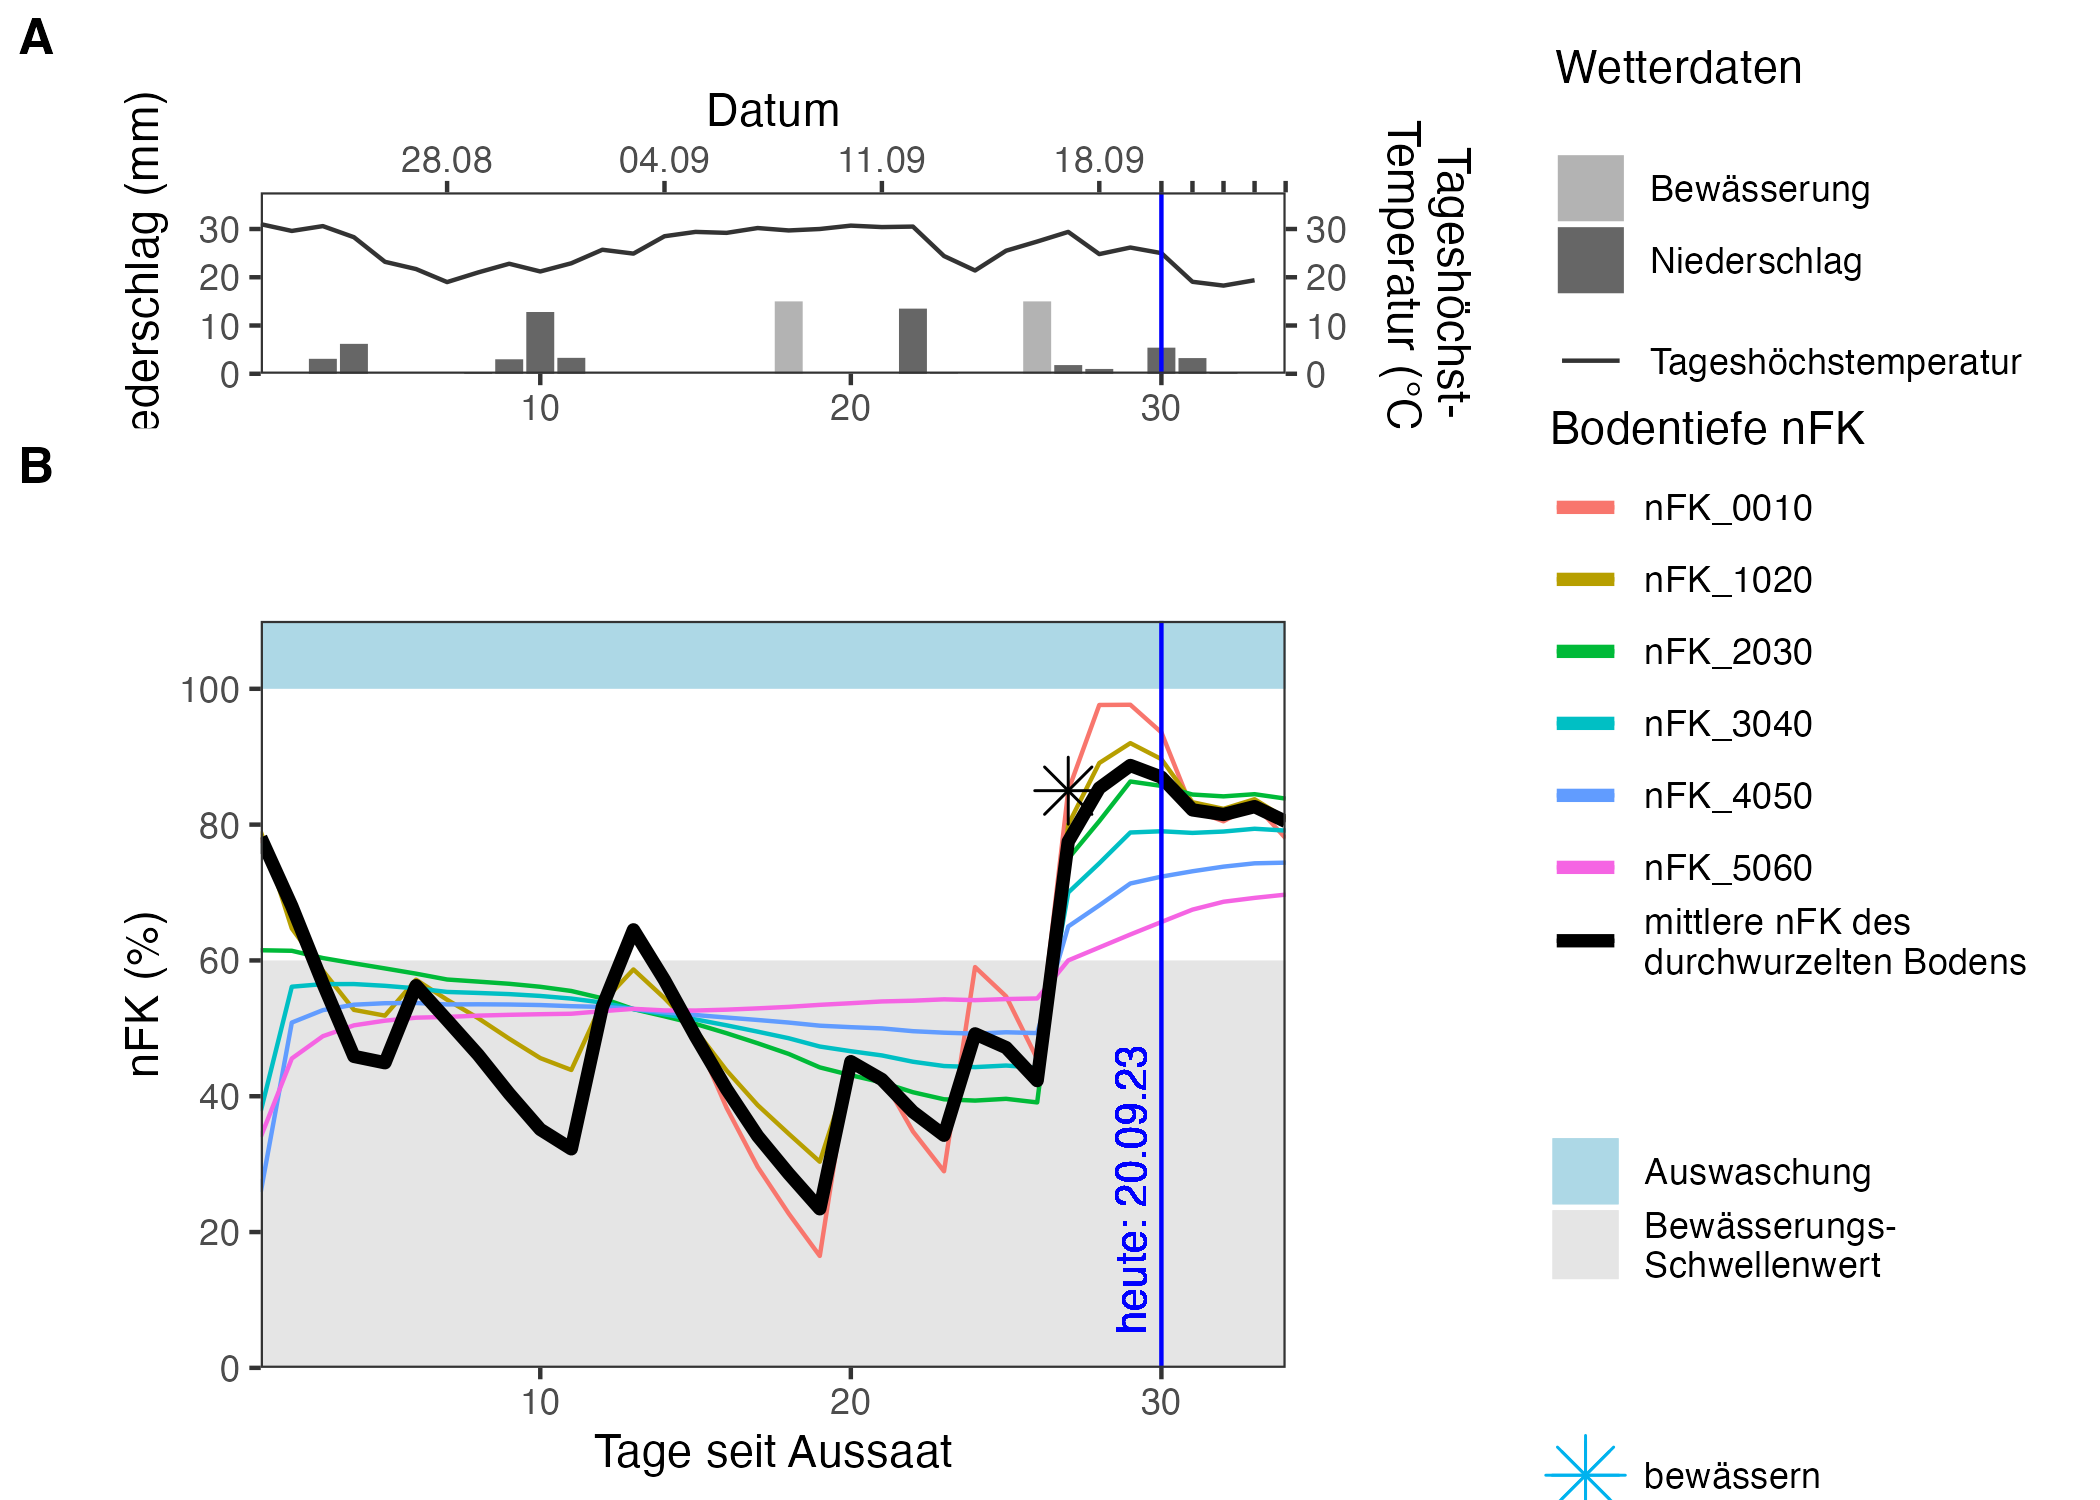 A
Datum
28.08
04.09
11.09
18.09
ederschlag (mm)
30
20
10
0
30
20
10
0
Tageshöchst-
Temperatur (°C
10
20
30
B
nFK (%)
100
80
60
40
20
0
heute: 20.09.23
10
20
30
Tage seit Aussaat
Wetterdaten
Bewässerung
Niederschlag
Tageshöchstemperatur
Bodentiefe nFK
nFK_0010
nFK_1020
nFK_2030
nFK_3040
nFK_4050
nFK_5060
mittlere nFK des
durchwurzelten Bodens
Auswaschung
Bewässerungs-
Schwellenwert
bewässern